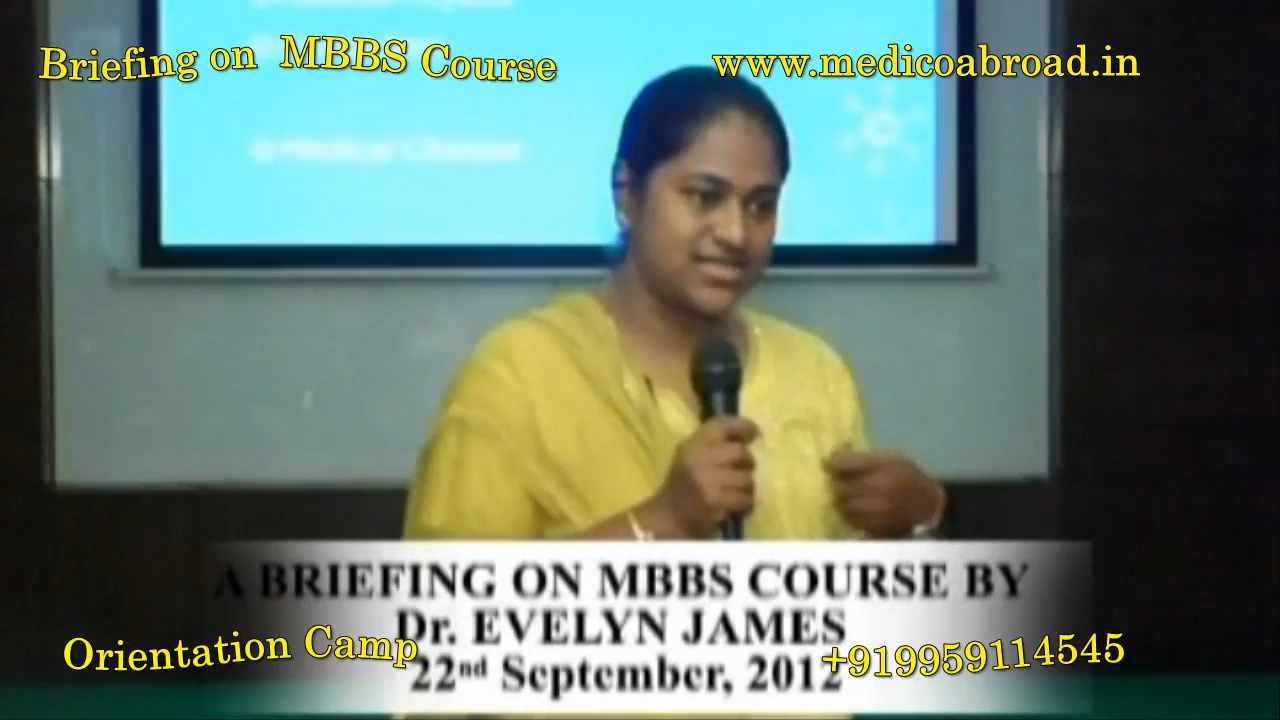 Briefing on MBBS Course
www.medicoabroad.in
Medical
A BRIEFING ON MBBS COURSE BY
Dr. EVELYN JAMES
22nd September, 2012
Orientation Camp
+919959114545